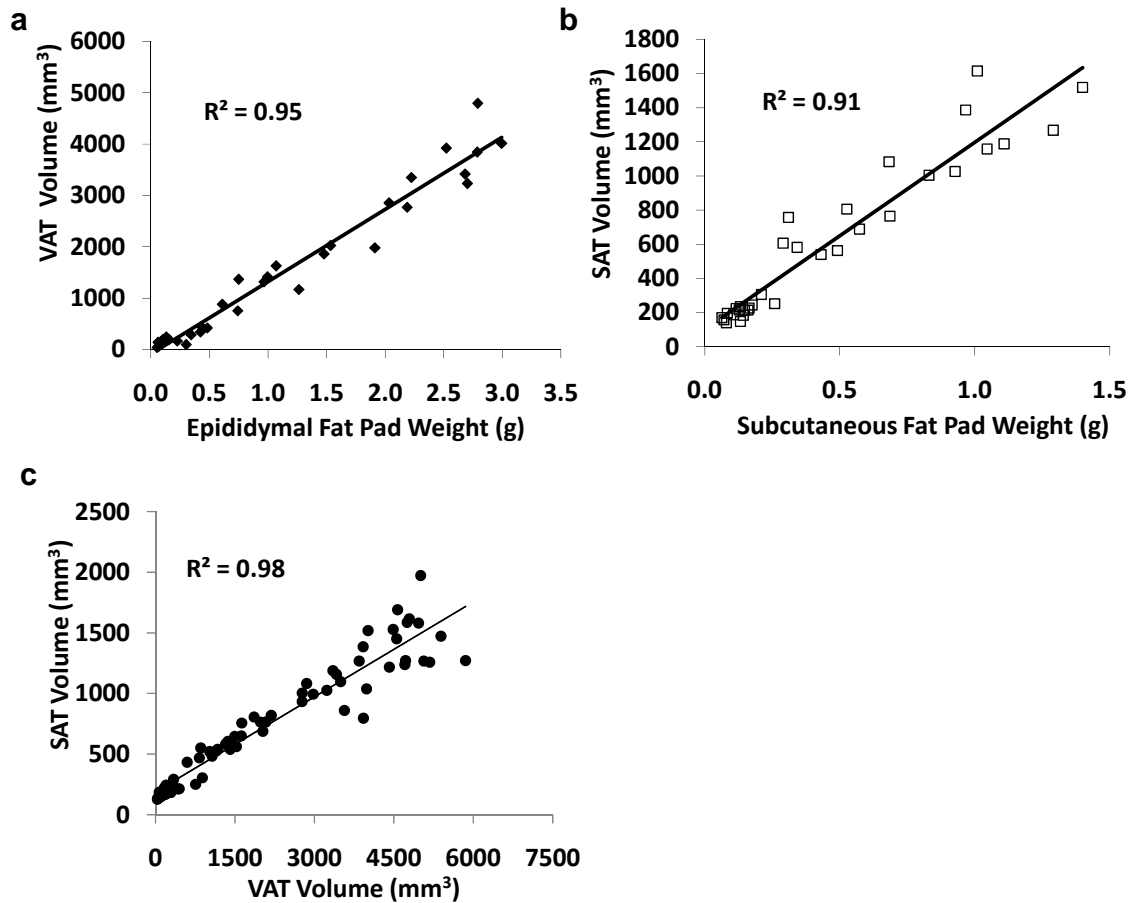 a
VAT Volume (mm³)
6000
5000
4000
3000
2000
1000
0
R² = 0.95
0.0 0.5 1.0 1.5 2.0 2.5 3.0 3.5
Epididymal Fat Pad Weight (g)
b
SAT Volume (mm³)
1800
1600
1400
1200
1000
800
600
400
200
0
R² = 0.91
0.0 0.5 1.0 1.5
Subcutaneous Fat Pad Weight (g)
c
SAT Volume (mm³)
2500
2000
1500
1000
500
0
R² = 0.98
0 1500 3000 4500 6000 7500
VAT Volume (mm³)